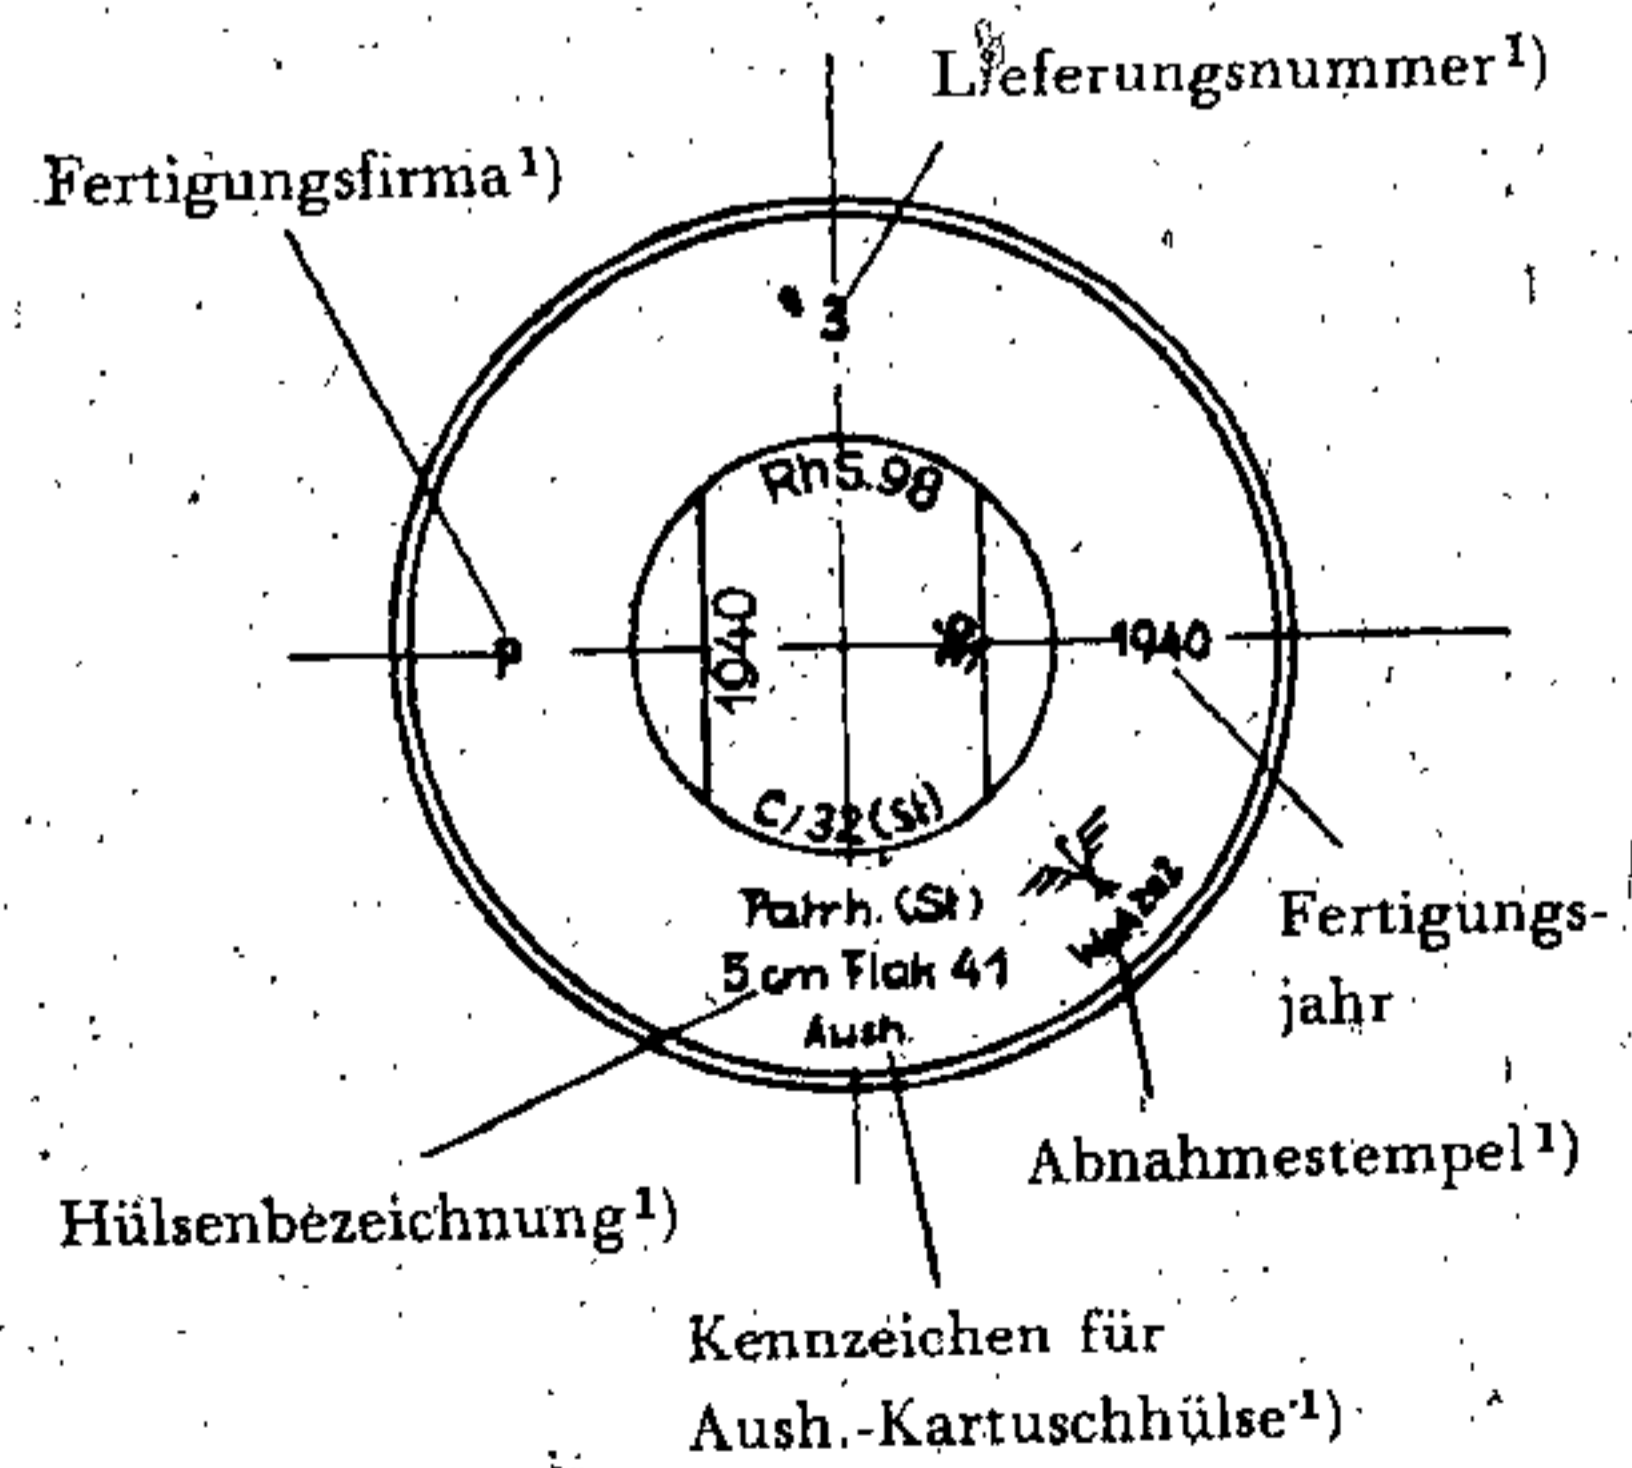 Lieferungsnummer¹)
Fertigungsfirma¹)
3
Rh5.98
1940
p
1940
C/32(St)
Patrh. (St)
5 cm Flak 41
Aush.
Fertigungs-
jahr
Abnahmestempel¹)
Hülsenbezeichnung¹)
Kennzeichen für
Aush.-Kartuschhülse¹)